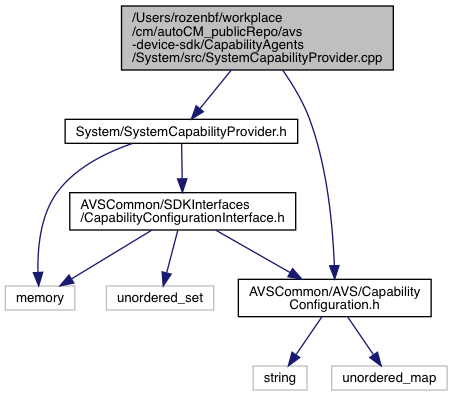 /Users/rozenbf/workplace
/cm/autoCM_publicRepo/avs
-device-sdk/CapabilityAgents
/System/src/SystemCapabilityProvider.cpp
System/SystemCapabilityProvider.h
AVSCommon/SDKInterfaces
/CapabilityConfigurationInterface.h
memory
unordered_set
AVSCommon/AVS/Capability
Configuration.h
string
unordered_map